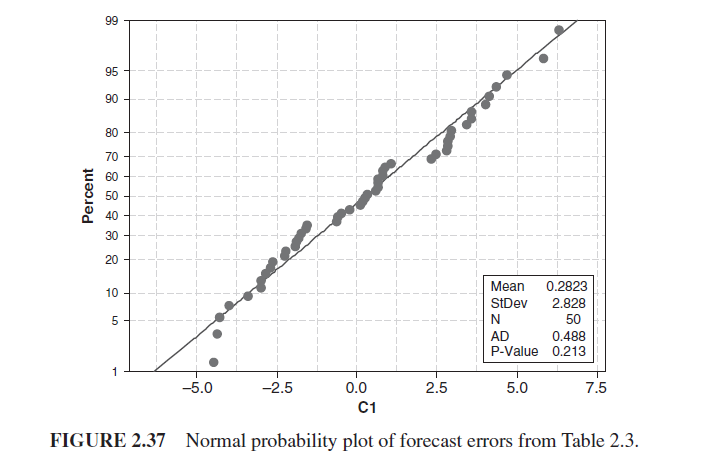 99
95
90
80
70
60
50
40
30
20
10
5
1
Percent
Mean 0.2823
StDev 2.828
N 50
AD 0.488
P-Value 0.213
−5.0 −2.5 0.0 2.5 5.0 7.5
C1
FIGURE 2.37 Normal probability plot of forecast errors from Table 2.3.